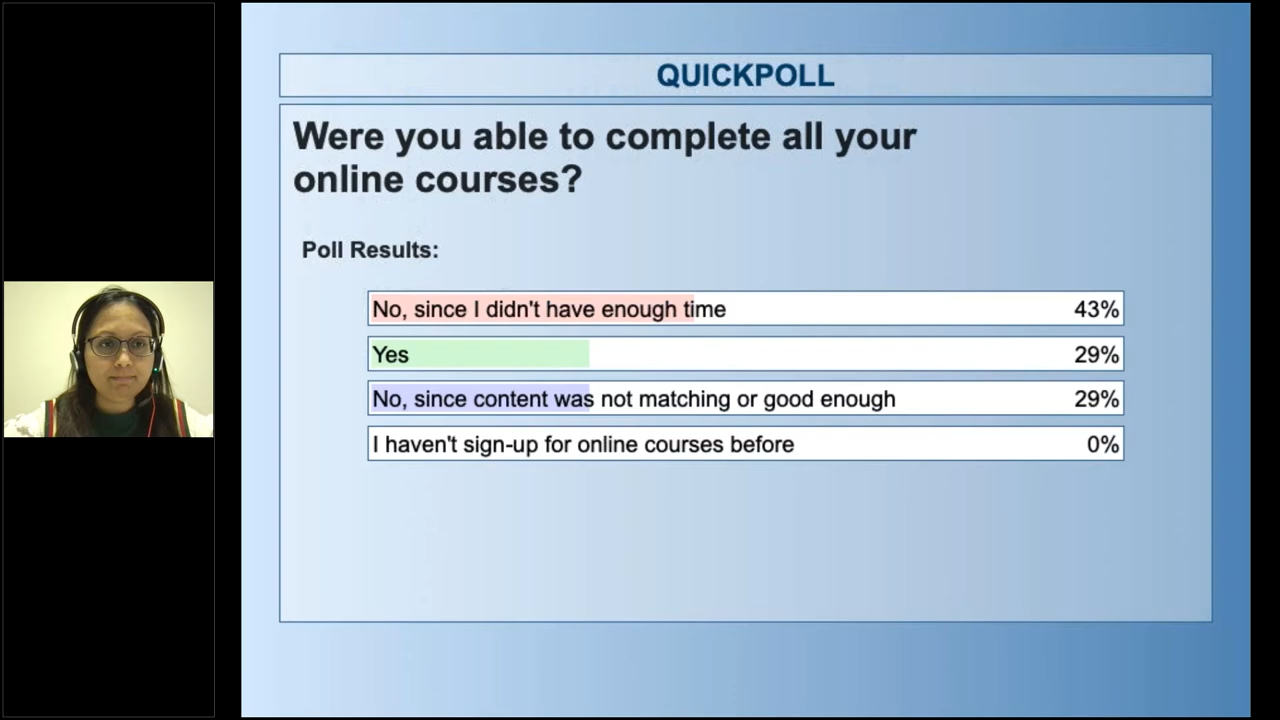 QUICKPOLL
Were you able to complete all your
online courses?
Poll Results:
No, since I didn't have enough time 43%
Yes 29%
No, since content was not matching or good enough 29%
I haven't sign-up for online courses before 0%